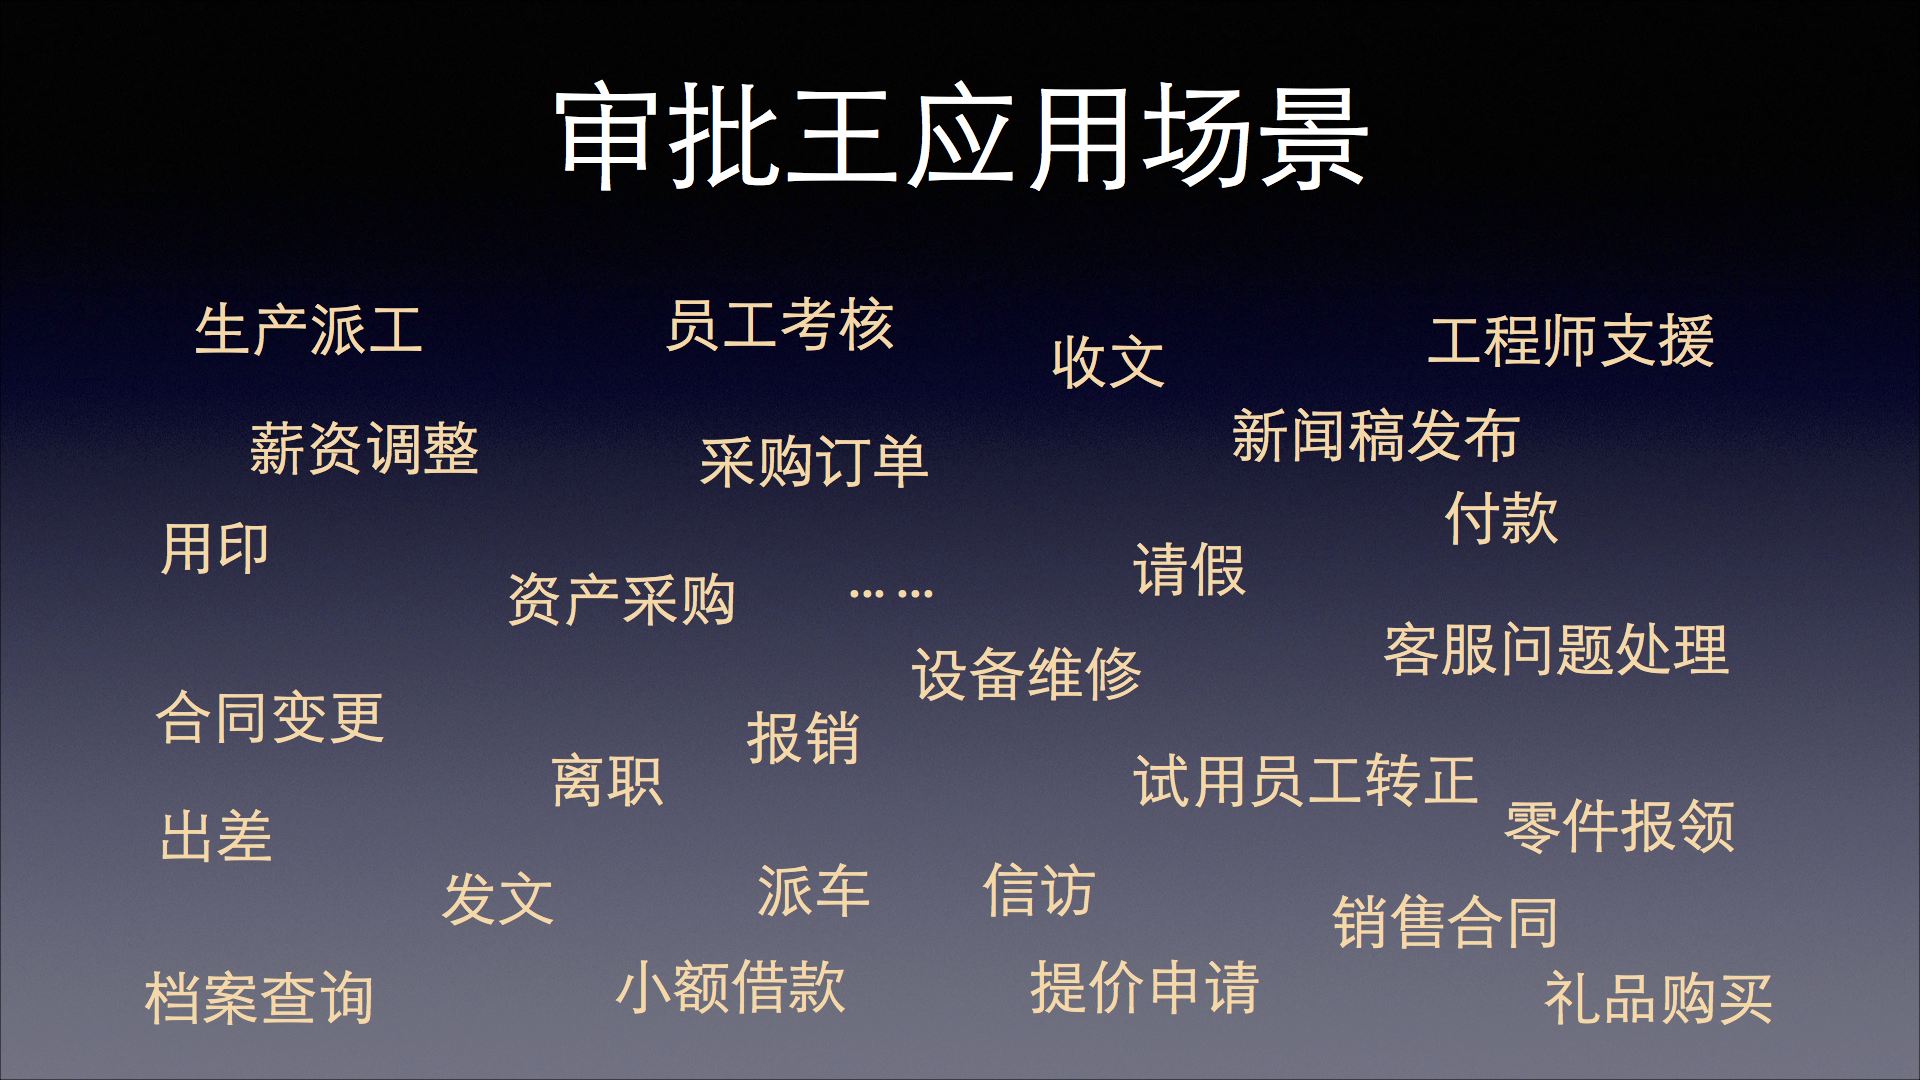 审批王应用场景
生产派工
员工考核
收文
工程师支援
薪资调整
采购订单
新闻稿发布
用印
付款
资产采购
……
请假
设备维修
客服问题处理
合同变更
报销
离职
试用员工转正
出差
零件报领
发文
派车
信访
销售合同
档案查询
小额借款
提价申请
礼品购买